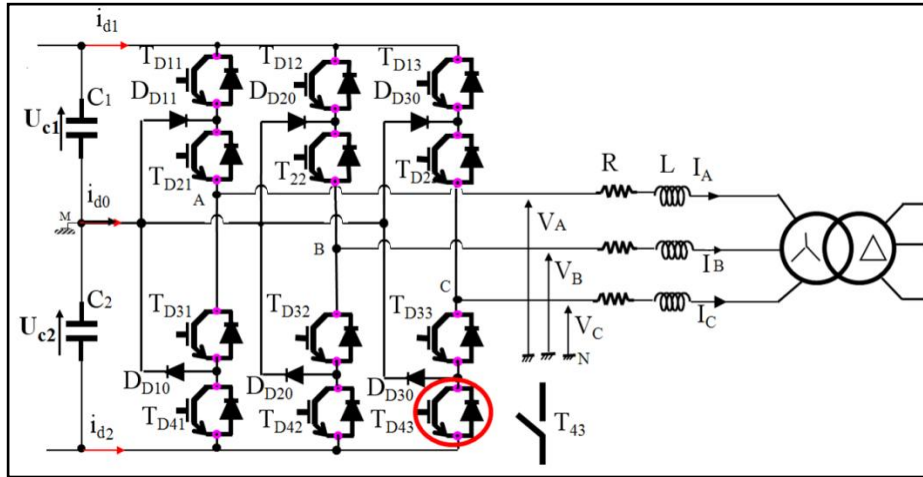 i_d1
T_D11 T_D12 T_D13
D_D11 D_D20 D_D30
C_1
U_c1
T_D21 T_22 T_D2
R L I_A
A
i_d0
M
V_A
B
V_B I_B
C
C_2
V_C I_C
T_D31 T_D32 T_D33
U_c2
N
D_D10 D_D20 D_D30
T_D41 T_D42 T_D43 T_43
i_d2